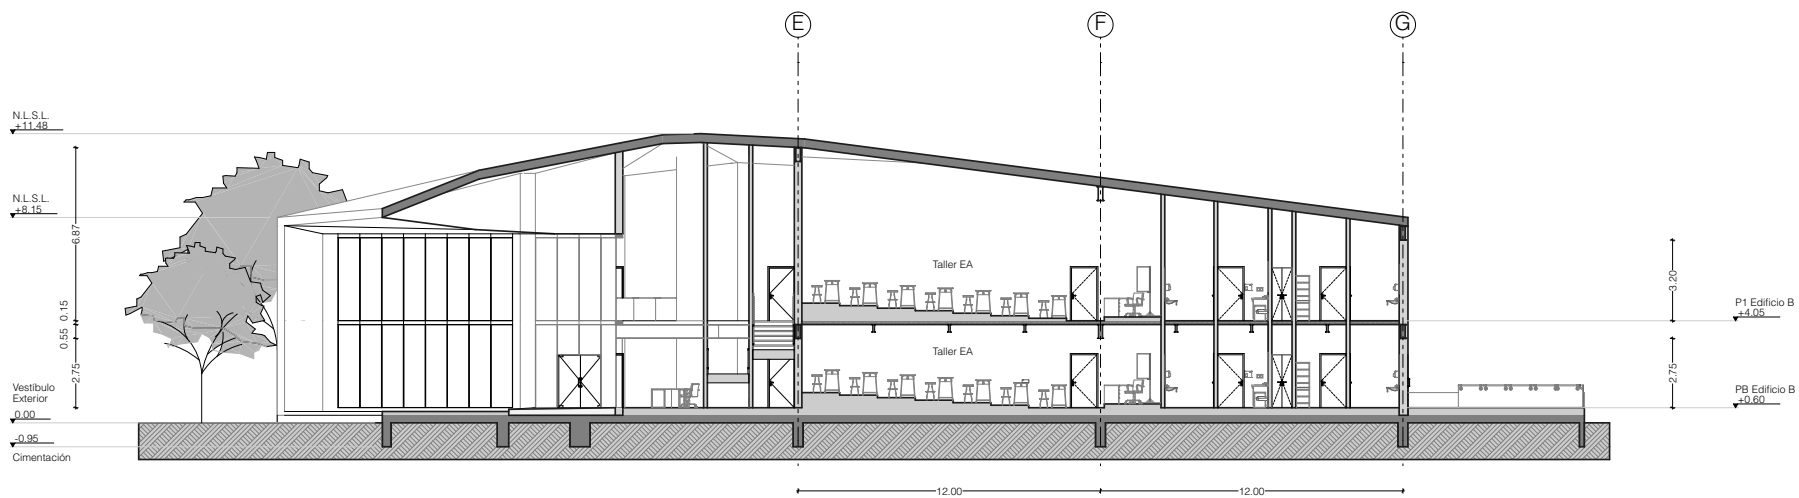 E F G
N.L.S.L.
+11.48
N.L.S.L.
+8.15
6.87
0.15
0.55
2.75
Vestíbulo
Exterior
0.00
-0.95
Cimentación
Taller EA
Taller EA
3.20
P1 Edificio B
+4.05
2.75
PB Edificio B
+0.60
12.00 12.00